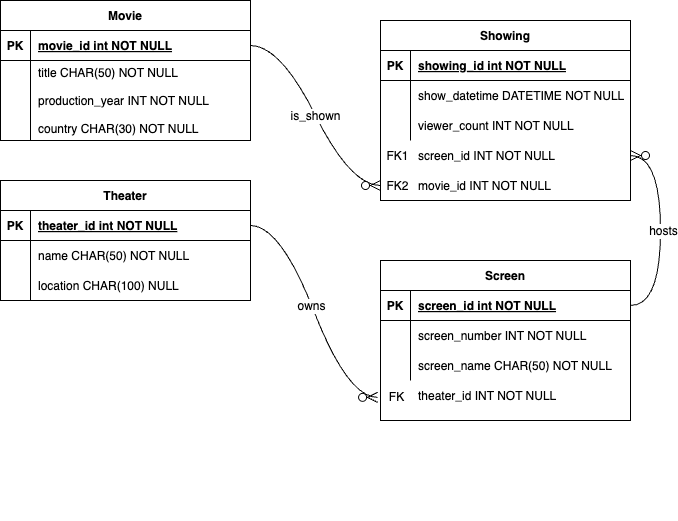 Movie
PK movie_id int NOT NULL
title CHAR(50) NOT NULL
production_year INT NOT NULL
country CHAR(30) NOT NULL
Showing
PK showing_id int NOT NULL
show_datetime DATETIME NOT NULL
viewer_count INT NOT NULL
FK1 screen_id INT NOT NULL
FK2 movie_id INT NOT NULL
is_shown
Theater
PK theater_id int NOT NULL
name CHAR(50) NOT NULL
location CHAR(100) NULL
hosts
owns
Screen
PK screen_id int NOT NULL
screen_number INT NOT NULL
screen_name CHAR(50) NOT NULL
FK theater_id INT NOT NULL